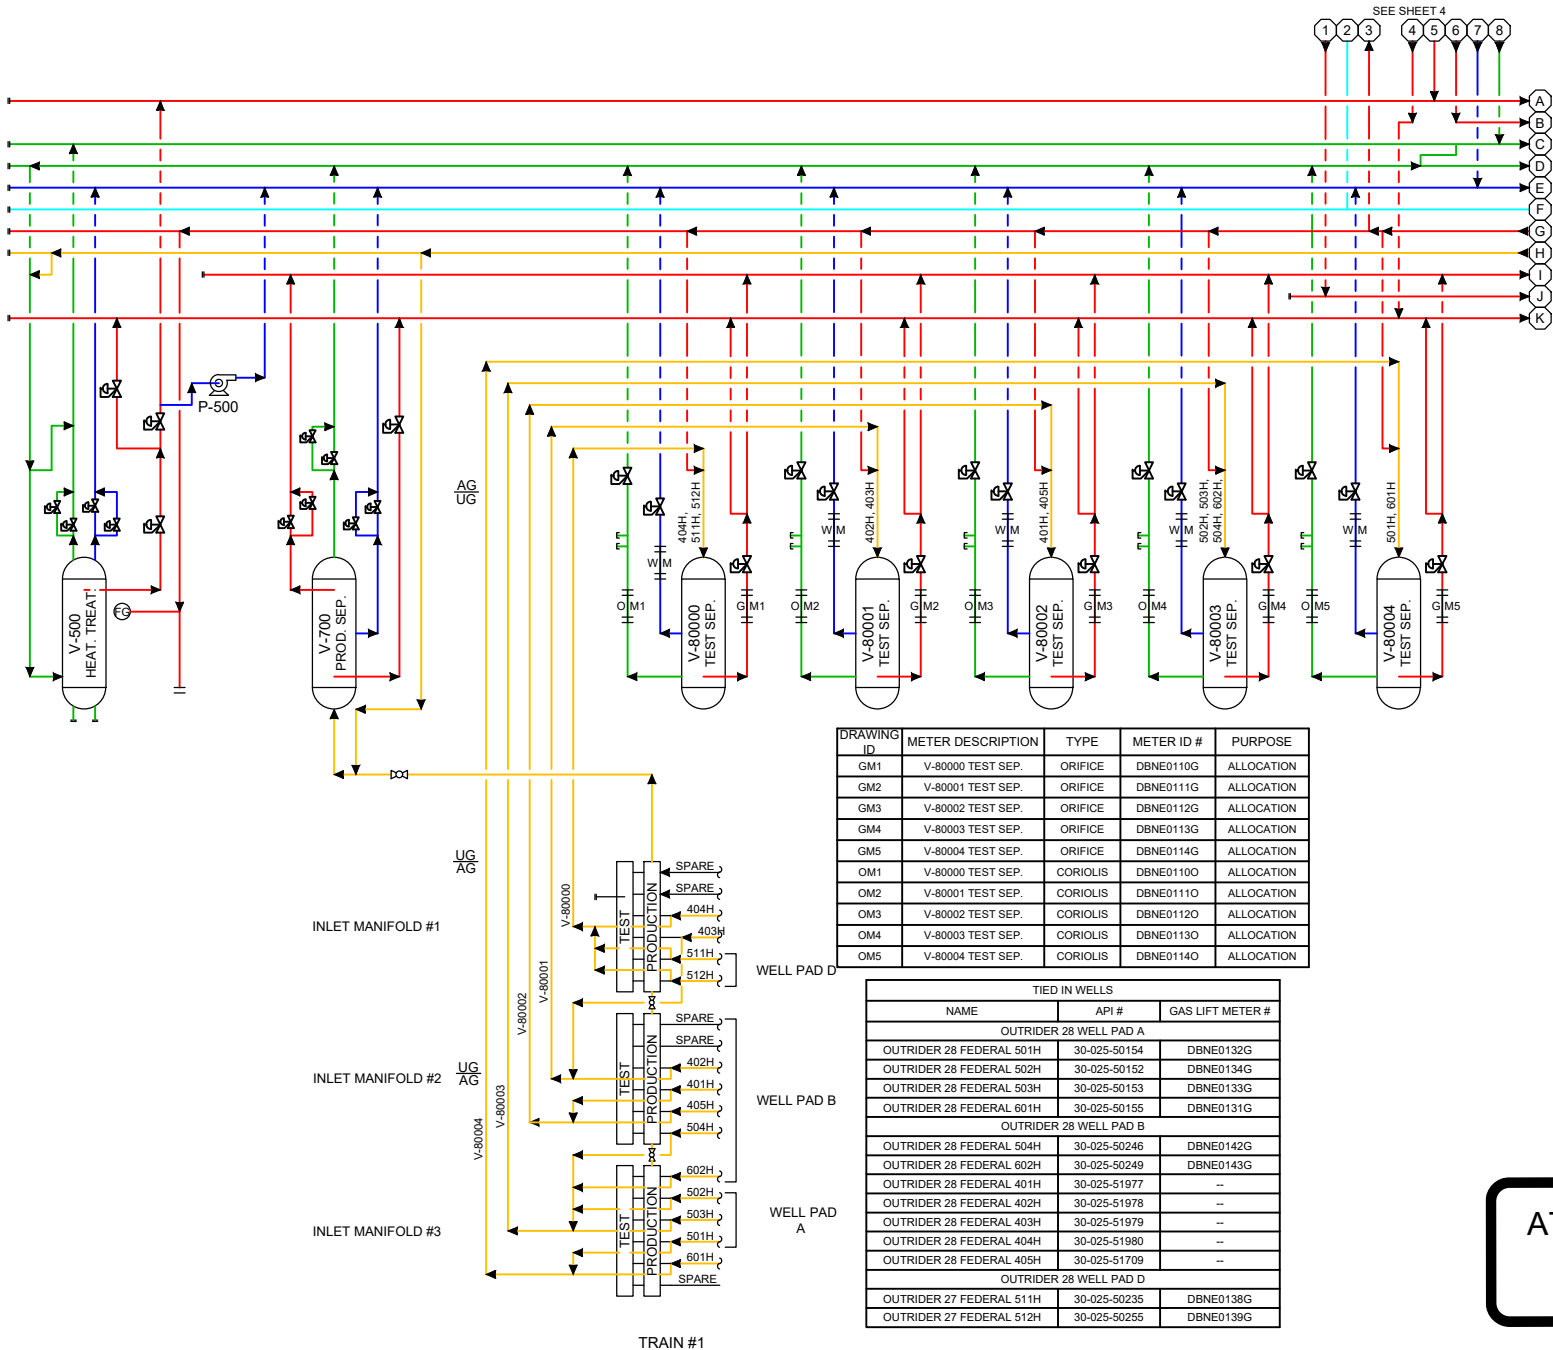 SEE SHEET 4
1 2 3 4 5 6 7 8
A
B
C
D
E
F
G
H
I
J
K
P-500
AG
UG
404H,
511H, 512H
402H, 403H
401H, 405H
502H, 503H,
504H, 602H,
501H, 601H
WM WM WM WM WM
FG
V-500
HEAT. TREAT.
V-700
PROD. SEP.
V-80000
TEST SEP.
V-80001
TEST SEP.
V-80002
TEST SEP.
V-80003
TEST SEP.
V-80004
TEST SEP.
OM1 GM1 OM2 GM2 OM3 GM3 OM4 GM4 OM5 GM5
DRAWING ID METER DESCRIPTION TYPE METER ID # PURPOSE
GM1 V-80000 TEST SEP. ORIFICE DBNE0110G ALLOCATION
GM2 V-80001 TEST SEP. ORIFICE DBNE0111G ALLOCATION
GM3 V-80002 TEST SEP. ORIFICE DBNE0112G ALLOCATION
GM4 V-80003 TEST SEP. ORIFICE DBNE0113G ALLOCATION
GM5 V-80004 TEST SEP. ORIFICE DBNE0114G ALLOCATION
OM1 V-80000 TEST SEP. CORIOLIS DBNE0110O ALLOCATION
OM2 V-80001 TEST SEP. CORIOLIS DBNE0111O ALLOCATION
OM3 V-80002 TEST SEP. CORIOLIS DBNE0112O ALLOCATION
OM4 V-80003 TEST SEP. CORIOLIS DBNE0113O ALLOCATION
OM5 V-80004 TEST SEP. CORIOLIS DBNE0114O ALLOCATION
UG
AG
V-80000
V-80001
V-80002
V-80003
V-80004
INLET MANIFOLD #1
TEST
PRODUCTION
SPARE
SPARE
404H
403H
511H
512H
WELL PAD D
INLET MANIFOLD #2
UG
AG
TEST
PRODUCTION
SPARE
SPARE
402H
401H
405H
504H
WELL PAD B
INLET MANIFOLD #3
TEST
PRODUCTION
602H
502H
503H
501H
601H
SPARE
WELL PAD
A
TRAIN #1
TIED IN WELLS
NAME API # GAS LIFT METER #
OUTRIDER 28 WELL PAD A
OUTRIDER 28 FEDERAL 501H 30-025-50154 DBNE0132G
OUTRIDER 28 FEDERAL 502H 30-025-50152 DBNE0134G
OUTRIDER 28 FEDERAL 503H 30-025-50153 DBNE0133G
OUTRIDER 28 FEDERAL 601H 30-025-50155 DBNE0131G
OUTRIDER 28 WELL PAD B
OUTRIDER 28 FEDERAL 504H 30-025-50246 DBNE0142G
OUTRIDER 28 FEDERAL 602H 30-025-50249 DBNE0143G
OUTRIDER 28 FEDERAL 401H 30-025-51977 --
OUTRIDER 28 FEDERAL 402H 30-025-51978 --
OUTRIDER 28 FEDERAL 403H 30-025-51979 --
OUTRIDER 28 FEDERAL 404H 30-025-51980 --
OUTRIDER 28 FEDERAL 405H 30-025-51709 --
OUTRIDER 28 WELL PAD D
OUTRIDER 27 FEDERAL 511H 30-025-50235 DBNE0138G
OUTRIDER 27 FEDERAL 512H 30-025-50255 DBNE0139G